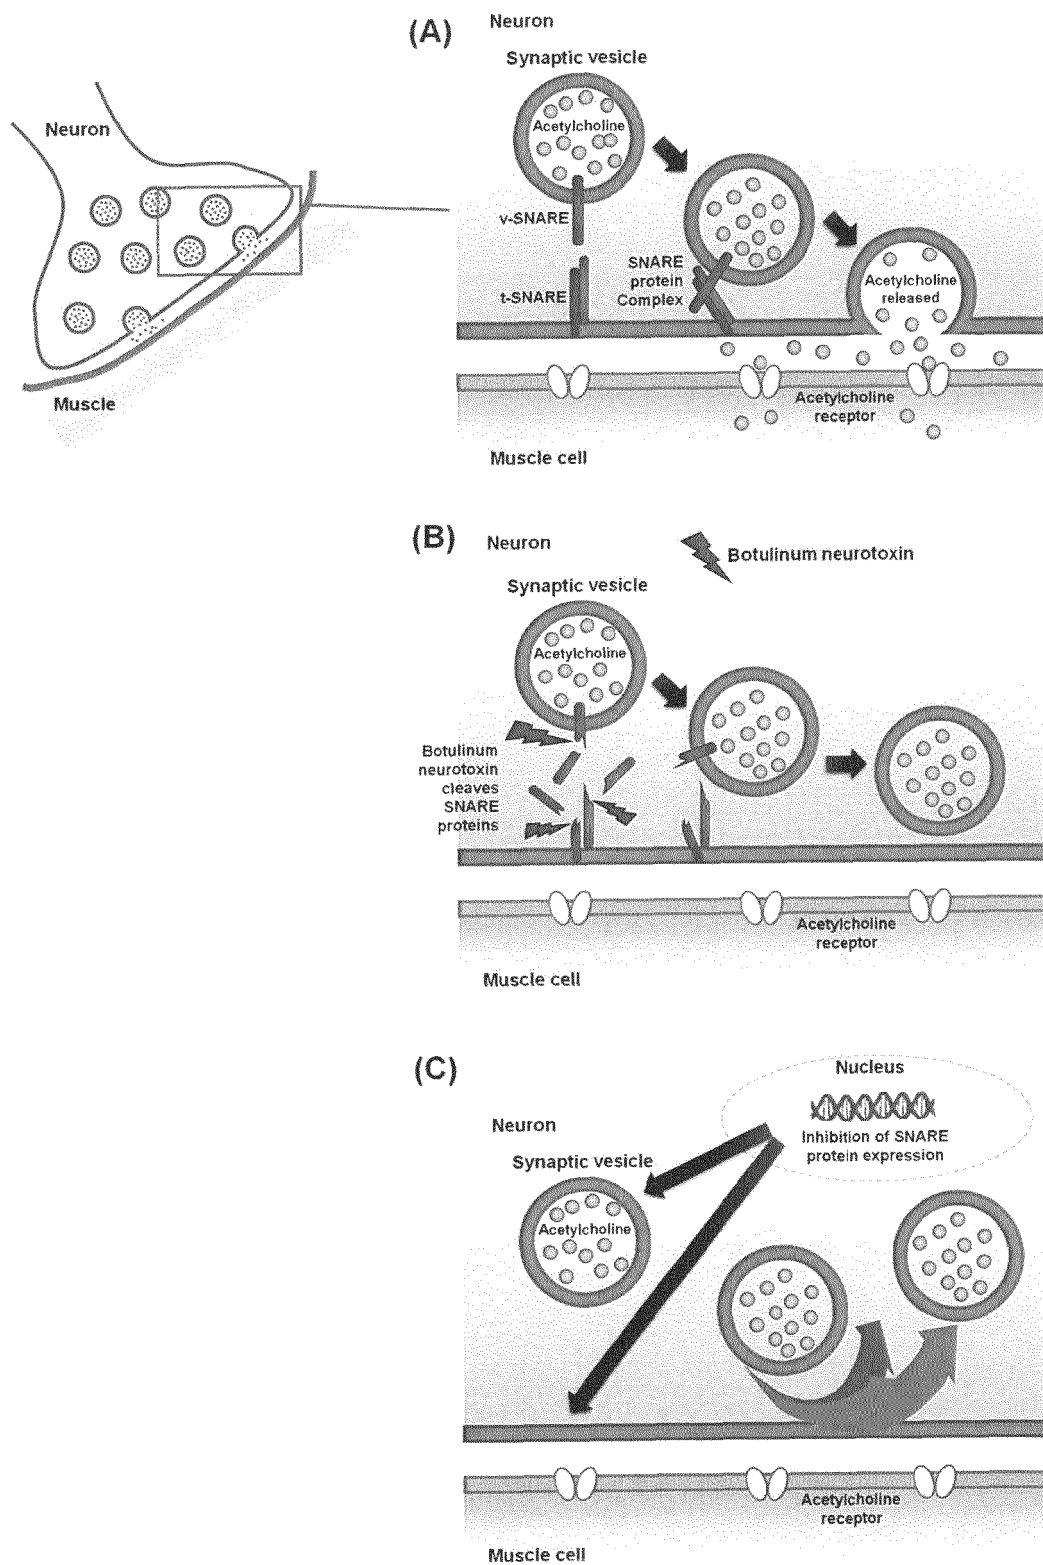 Neuron
Muscle
(A)
Neuron
Synaptic vesicle
Acetylcholine
v-SNARE
t-SNARE
SNARE
protein
Complex
Acetylcholine
released
Acetylcholine
receptor
Muscle cell
(B)
Neuron
Botulinum neurotoxin
Synaptic vesicle
Acetylcholine
Botulinum
neurotoxin
cleaves
SNARE
proteins
Acetylcholine
receptor
Muscle cell
(C)
Nucleus
Inhibition of SNARE
protein expression
Neuron
Synaptic vesicle
Acetylcholine
Acetylcholine
receptor
Muscle cell